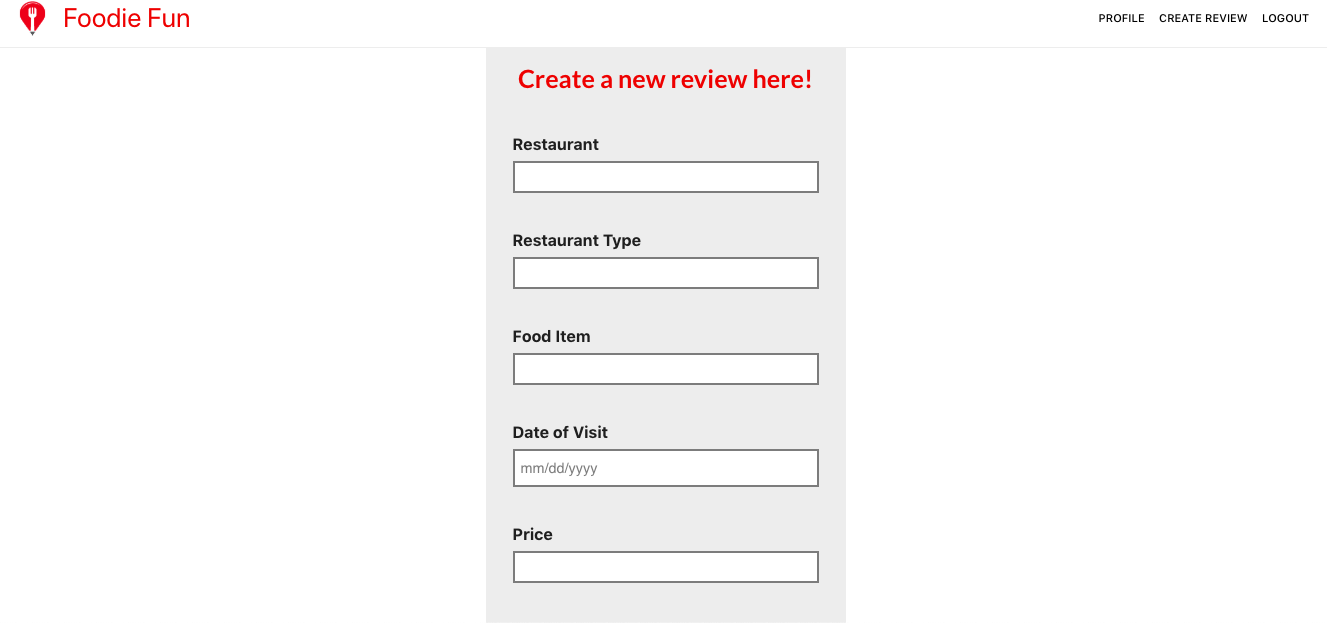 Foodie Fun
PROFILE CREATE REVIEW LOGOUT
Create a new review here!
Restaurant
Restaurant Type
Food Item
Date of Visit
mm/dd/yyyy
Price